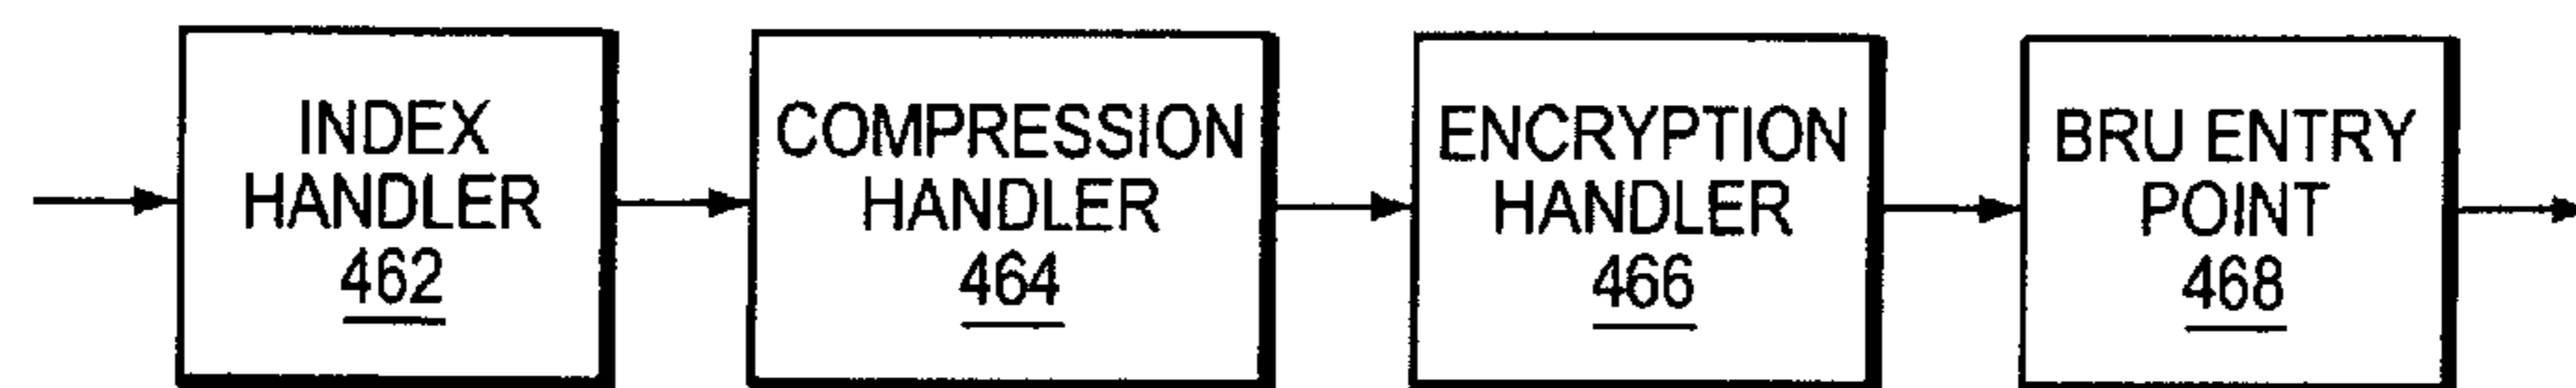 INDEX
HANDLER
462
COMPRESSION
HANDLER
464
ENCRYPTION
HANDLER
466
BRU ENTRY
POINT
468